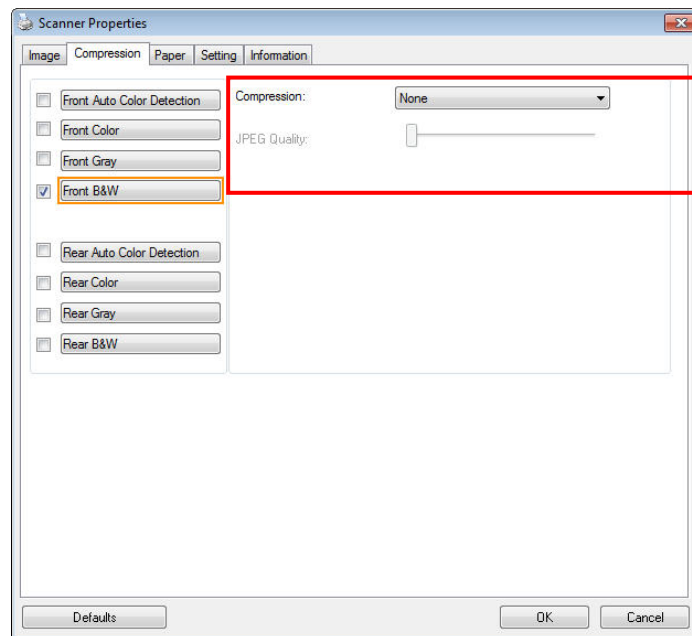 Scanner Properties
Image Compression Paper Setting Information
Front Auto Color Detection
Front Color
Front Gray
Front B&W
Rear Auto Color Detection
Rear Color
Rear Gray
Rear B&W
Compression: None
JPEG Quality:
Defaults OK Cancel